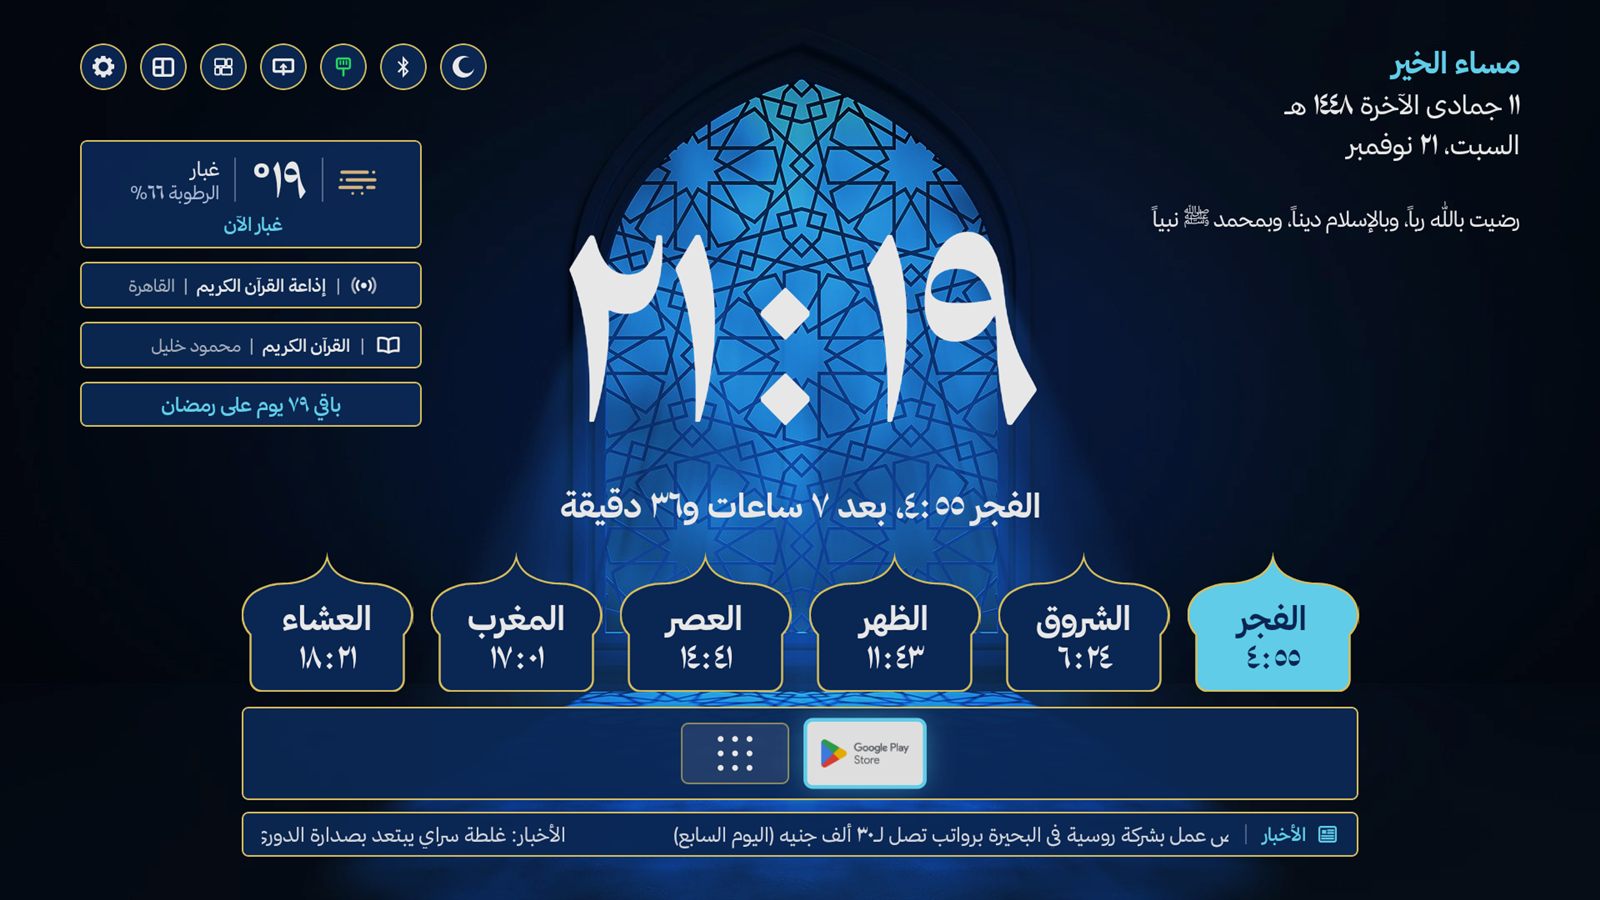 مساء الخير
١١ جمادى الآخرة ١٤٤٨ هـ
السبت، ٢١ نوفمبر
رضيت بالله رباً، وبالإسلام ديناً، وبمحمد ﷺ نبياً
١٩°
غبار
الرطوبة ٦٦%
غبار الآن
إذاعة القرآن الكريم | القاهرة
القرآن الكريم | محمود خليل
باقي ٧٩ يوم على رمضان
٢١:١٩
الفجر ٤:٥٥، بعد ٧ ساعات و٣٦ دقيقة
الفجر
٤:٥٥
الشروق
٦:٢٤
الظهر
١١:٤٣
العصر
١٤:٤١
المغرب
١٧:٠١
العشاء
١٨:٢١
Google Play
Store
الأخبار
عمل بشركة روسية فى البحيرة برواتب تصل لـ٣٠ ألف جنيه (اليوم السابع)
الأخبار: غلطة سراي يبتعد بصدارة الدوري